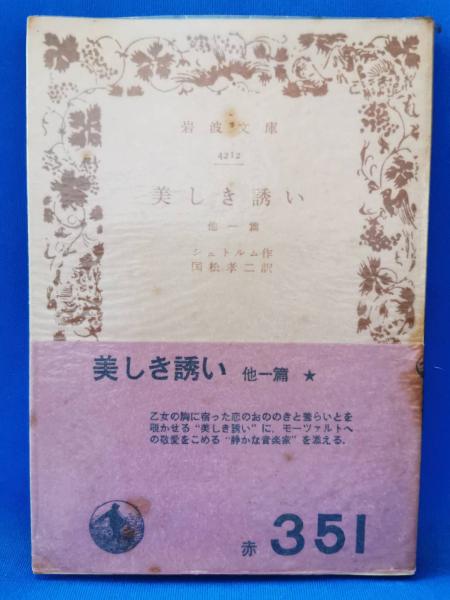 岩波文庫
4212
美しき誘い
他一篇
シュトルム作
国松孝二訳
美しき誘い 他一篇 ★
乙女の胸に宿った恋のおののきと羞らいとを
覗かせる“美しき誘い”に，モーツァルトへ
の敬愛をこめる“静かな音楽家”を添える．
赤 351